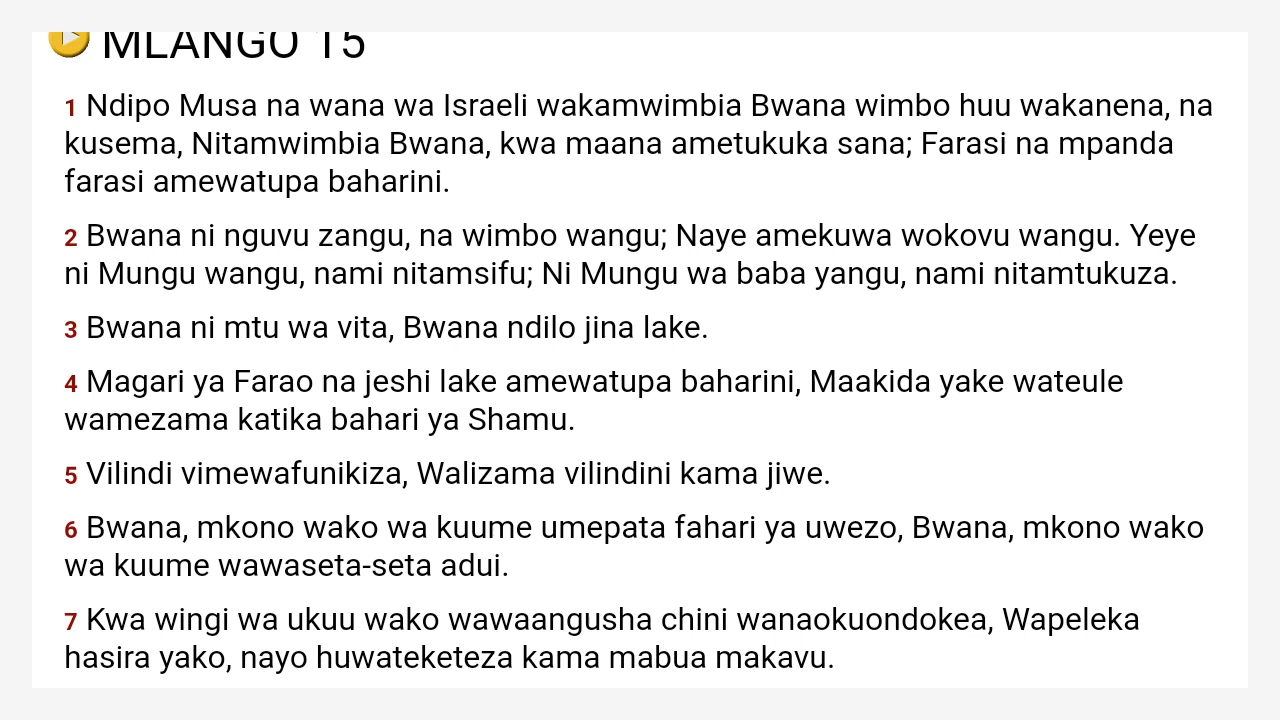 MLANGO 15
1 Ndipo Musa na wana wa Israeli wakamwimbia Bwana wimbo huu wakanena, na
kusema, Nitamwimbia Bwana, kwa maana ametukuka sana; Farasi na mpanda
farasi amewatupa baharini.
2 Bwana ni nguvu zangu, na wimbo wangu; Naye amekuwa wokovu wangu. Yeye
ni Mungu wangu, nami nitamsifu; Ni Mungu wa baba yangu, nami nitamtukuza.
3 Bwana ni mtu wa vita, Bwana ndilo jina lake.
4 Magari ya Farao na jeshi lake amewatupa baharini, Maakida yake wateule
wamezama katika bahari ya Shamu.
5 Vilindi vimewafunikiza, Walizama vilindini kama jiwe.
6 Bwana, mkono wako wa kuume umepata fahari ya uwezo, Bwana, mkono wako
wa kuume wawaseta-seta adui.
7 Kwa wingi wa ukuu wako wawaangusha chini wanaokuondokea, Wapeleka
hasira yako, nayo huwateketeza kama mabua makavu.